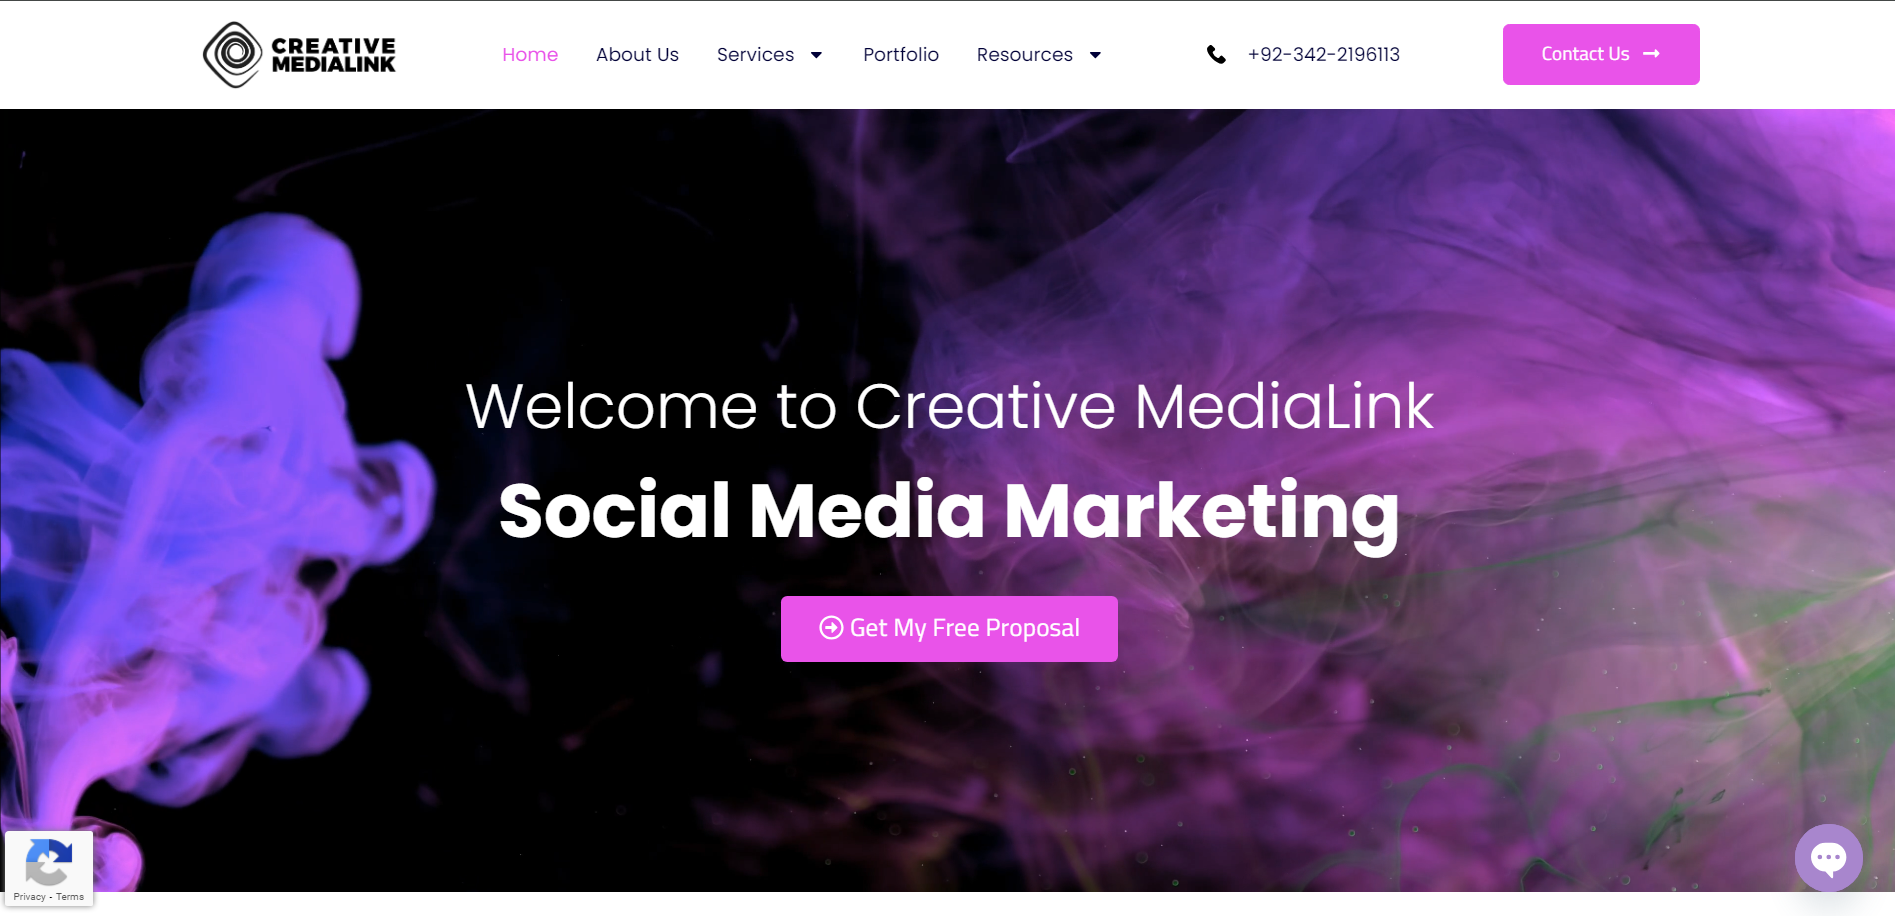 CREATIVE
MEDIALINK
Home
About Us
Services
Portfolio
Resources
+92-342-2196113
Contact Us
Welcome to Creative MediaLink
Social Media Marketing
Get My Free Proposal
Privacy - Terms